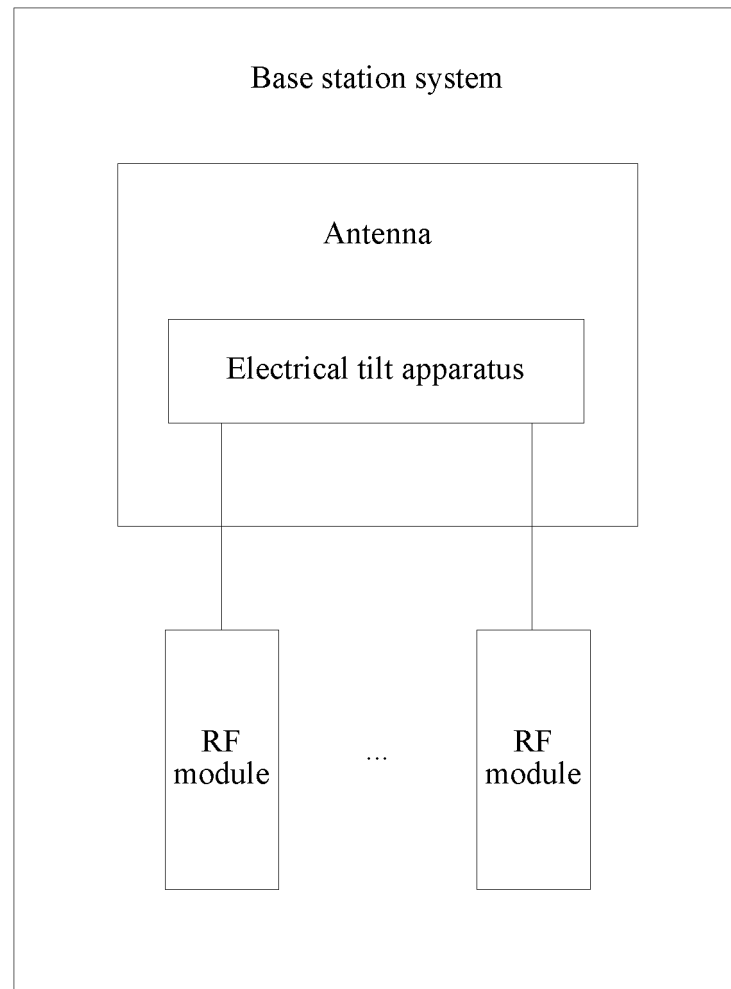 Base station system
Antenna
Electrical tilt apparatus
RF
module
...
RF
module